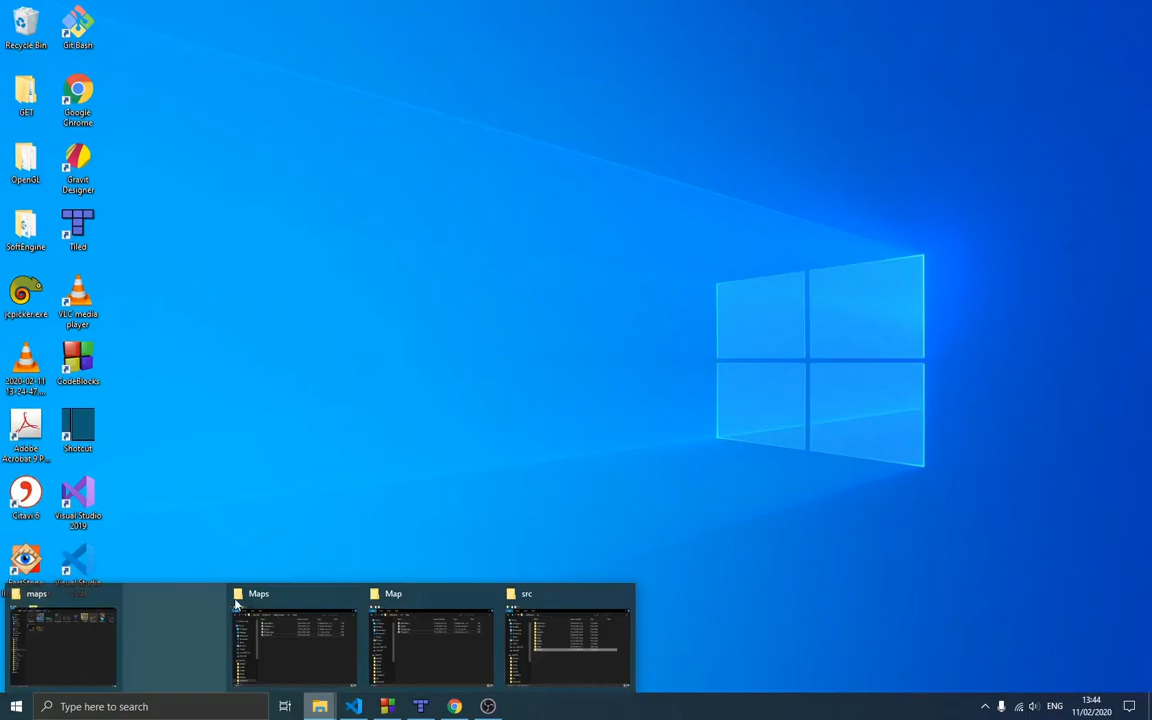 Recycle Bin
Git Bash
GET
Google
Chrome
OpenGL
Gravit
Designer
SoftEngine
Tiled
jcpicker.exe
VLC media
player
2020-02-11
13-24-47....
CodeBlocks
Adobe
Acrobat 9 P...
Shotcut
Citavi 6
Visual Studio
2019
maps
Maps
Map
src
Type here to search
ENG
13:44
11/02/2020